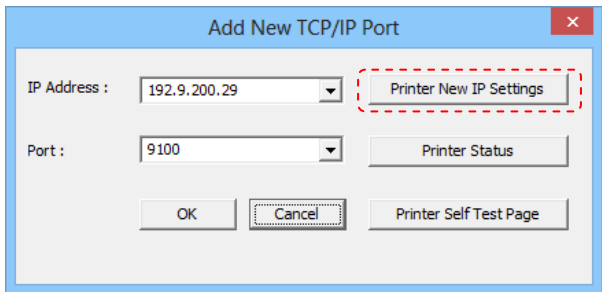 Add New TCP/IP Port
IP Address : 192.9.200.29 Printer New IP Settings
Port : 9100 Printer Status
OK Cancel Printer Self Test Page